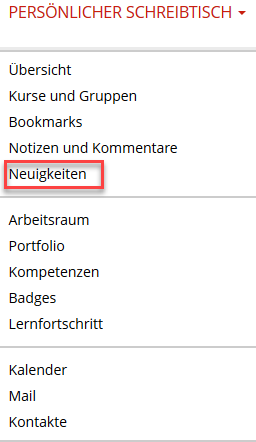 PERSÖNLICHER SCHREIBTISCH
Übersicht
Kurse und Gruppen
Bookmarks
Notizen und Kommentare
Neuigkeiten
Arbeitsraum
Portfolio
Kompetenzen
Badges
Lernfortschritt
Kalender
Mail
Kontakte